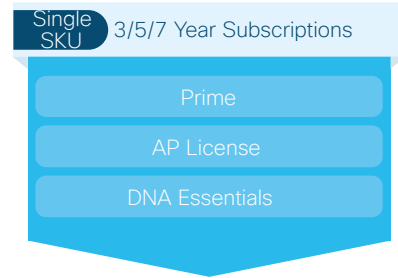 Single
SKU
3/5/7 Year Subscriptions
Prime
AP License
DNA Essentials